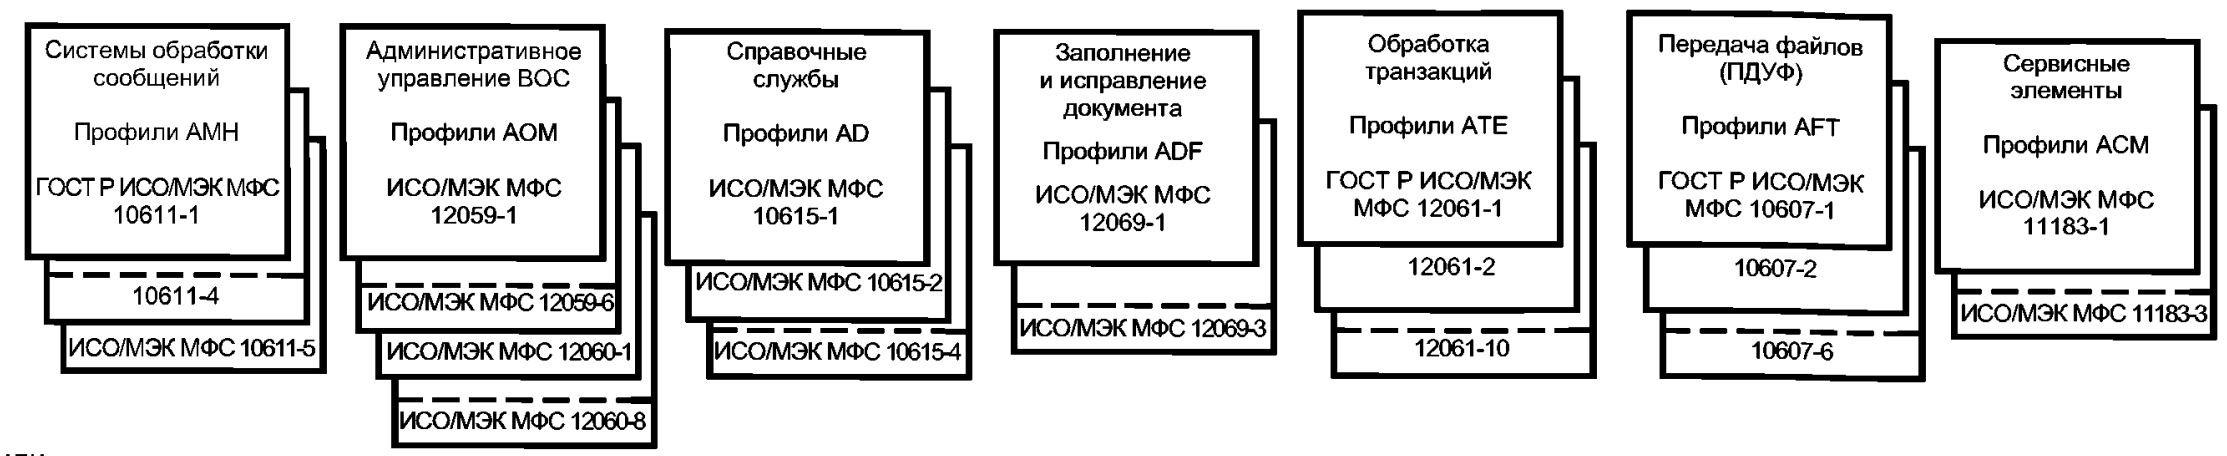 Системы обработки
сообщений
Профили AMH
ГОСТ Р ИСО/МЭК МФС
10611-1
10611-4
ИСО/МЭК МФС 10611-5
Административное
управление ВОС
Профили AOM
ИСО/МЭК МФС
12059-1
ИСО/МЭК МФС 12059-6
ИСО/МЭК МФС 12060-1
ИСО/МЭК МФС 12060-8
Справочные
службы
Профили AD
ИСО/МЭК МФС
10615-1
ИСО/МЭК МФС 10615-2
ИСО/МЭК МФС 10615-4
Заполнение
и исправление
документа
Профили ADF
ИСО/МЭК МФС
12069-1
ИСО/МЭК МФС 12069-3
Обработка
транзакций
Профили ATE
ГОСТ Р ИСО/МЭК
МФС 12061-1
12061-2
12061-10
Передача файлов
(ПДУФ)
Профили AFT
ГОСТ Р ИСО/МЭК
МФС 10607-1
10607-2
10607-6
Сервисные
элементы
Профили ACM
ИСО/МЭК МФС
11183-1
ИСО/МЭК МФС 11183-3